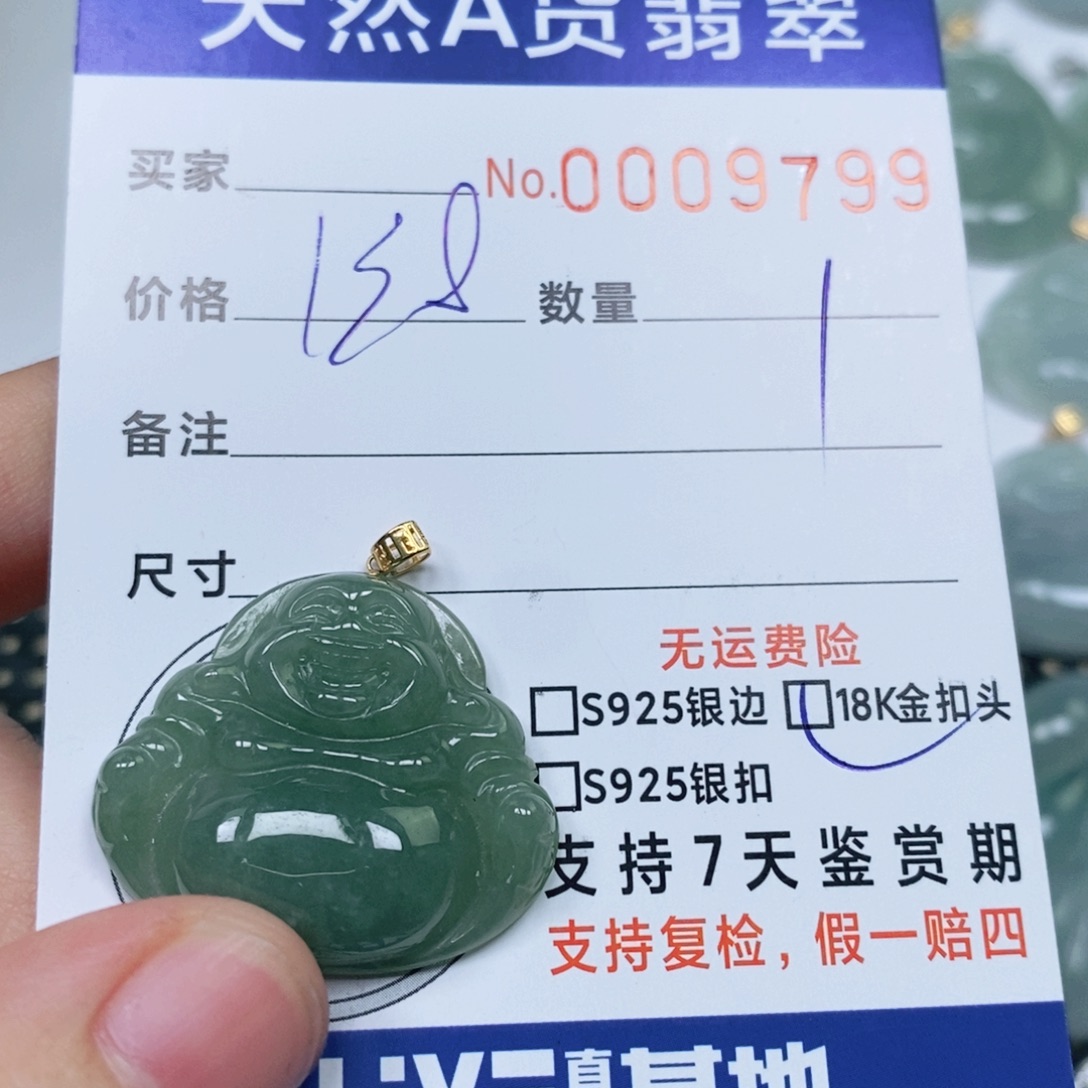 天然A货翡翠
买家 No.0009799
价格 数量 1
备注
尺寸
无运费险
S925银边 18K金扣头
S925银扣
支持7天鉴赏期
支持复检，假一赔四
基地